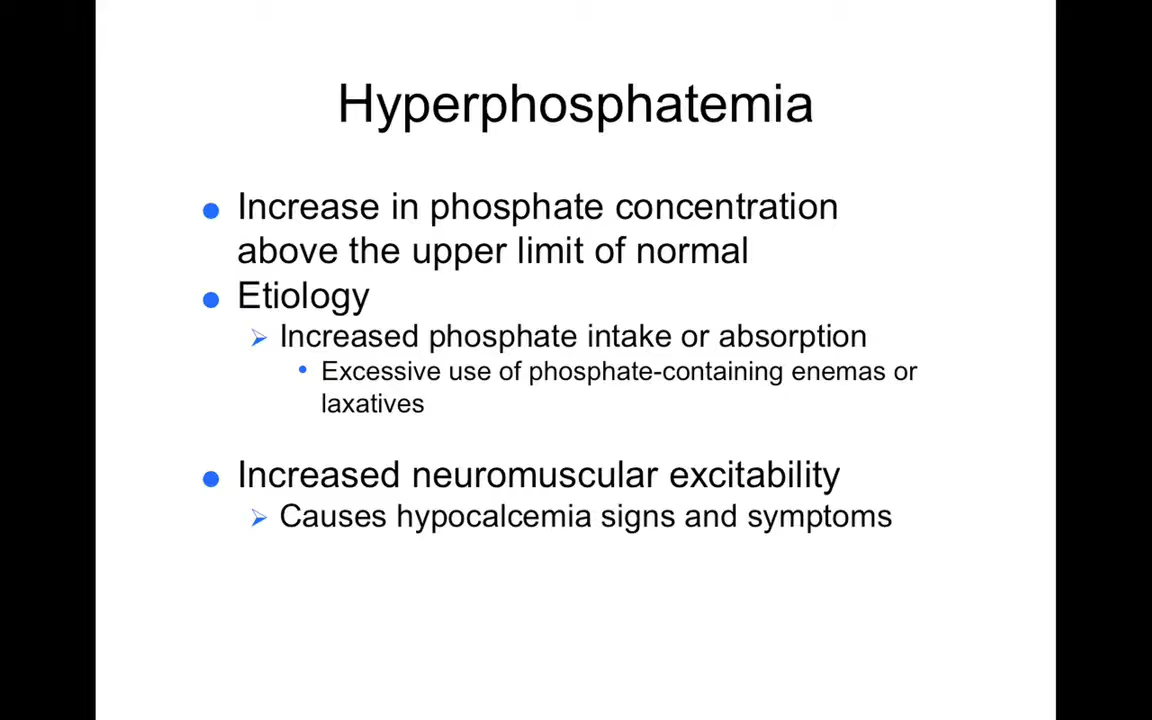 Hyperphosphatemia
● Increase in phosphate concentration
above the upper limit of normal
● Etiology
➢ Increased phosphate intake or absorption
• Excessive use of phosphate-containing enemas or
laxatives
● Increased neuromuscular excitability
➢ Causes hypocalcemia signs and symptoms